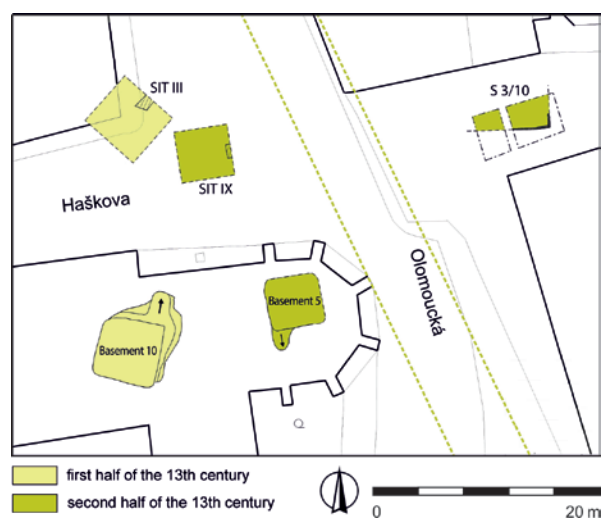 SIT III
S 3/10
SIT IX
Haškova
Olomoucká
Basement 5
Basement 10
first half of the 13th century
second half of the 13th century
0 20 m